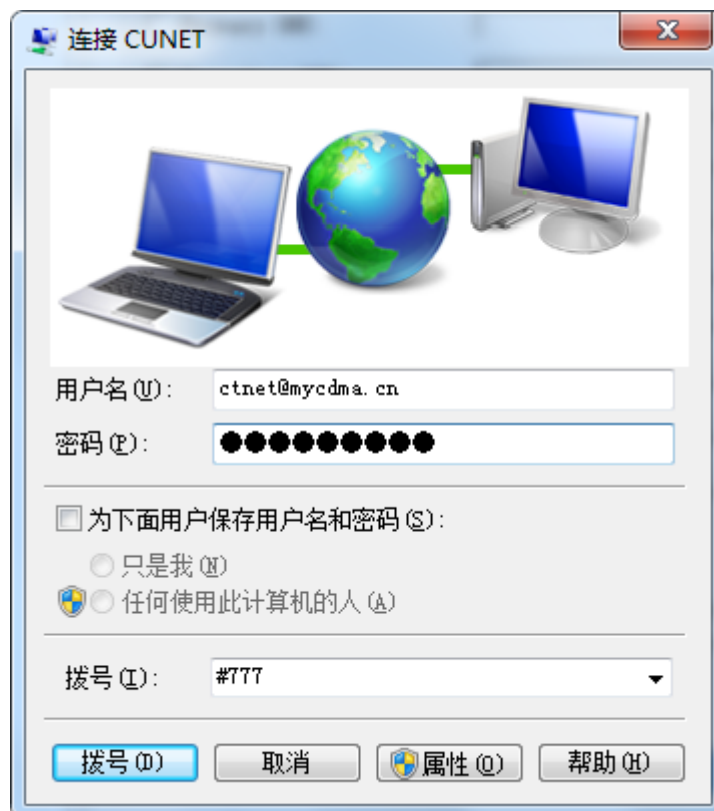 连接 CUNET
用户名(U):
ctnet@mycdma.cn
密码(P):
●●●●●●●●●
为下面用户保存用户名和密码(S):
只是我(N)
任何使用此计算机的人(A)
拨号(I):
#777
拨号(D)
取消
属性(O)
帮助(H)